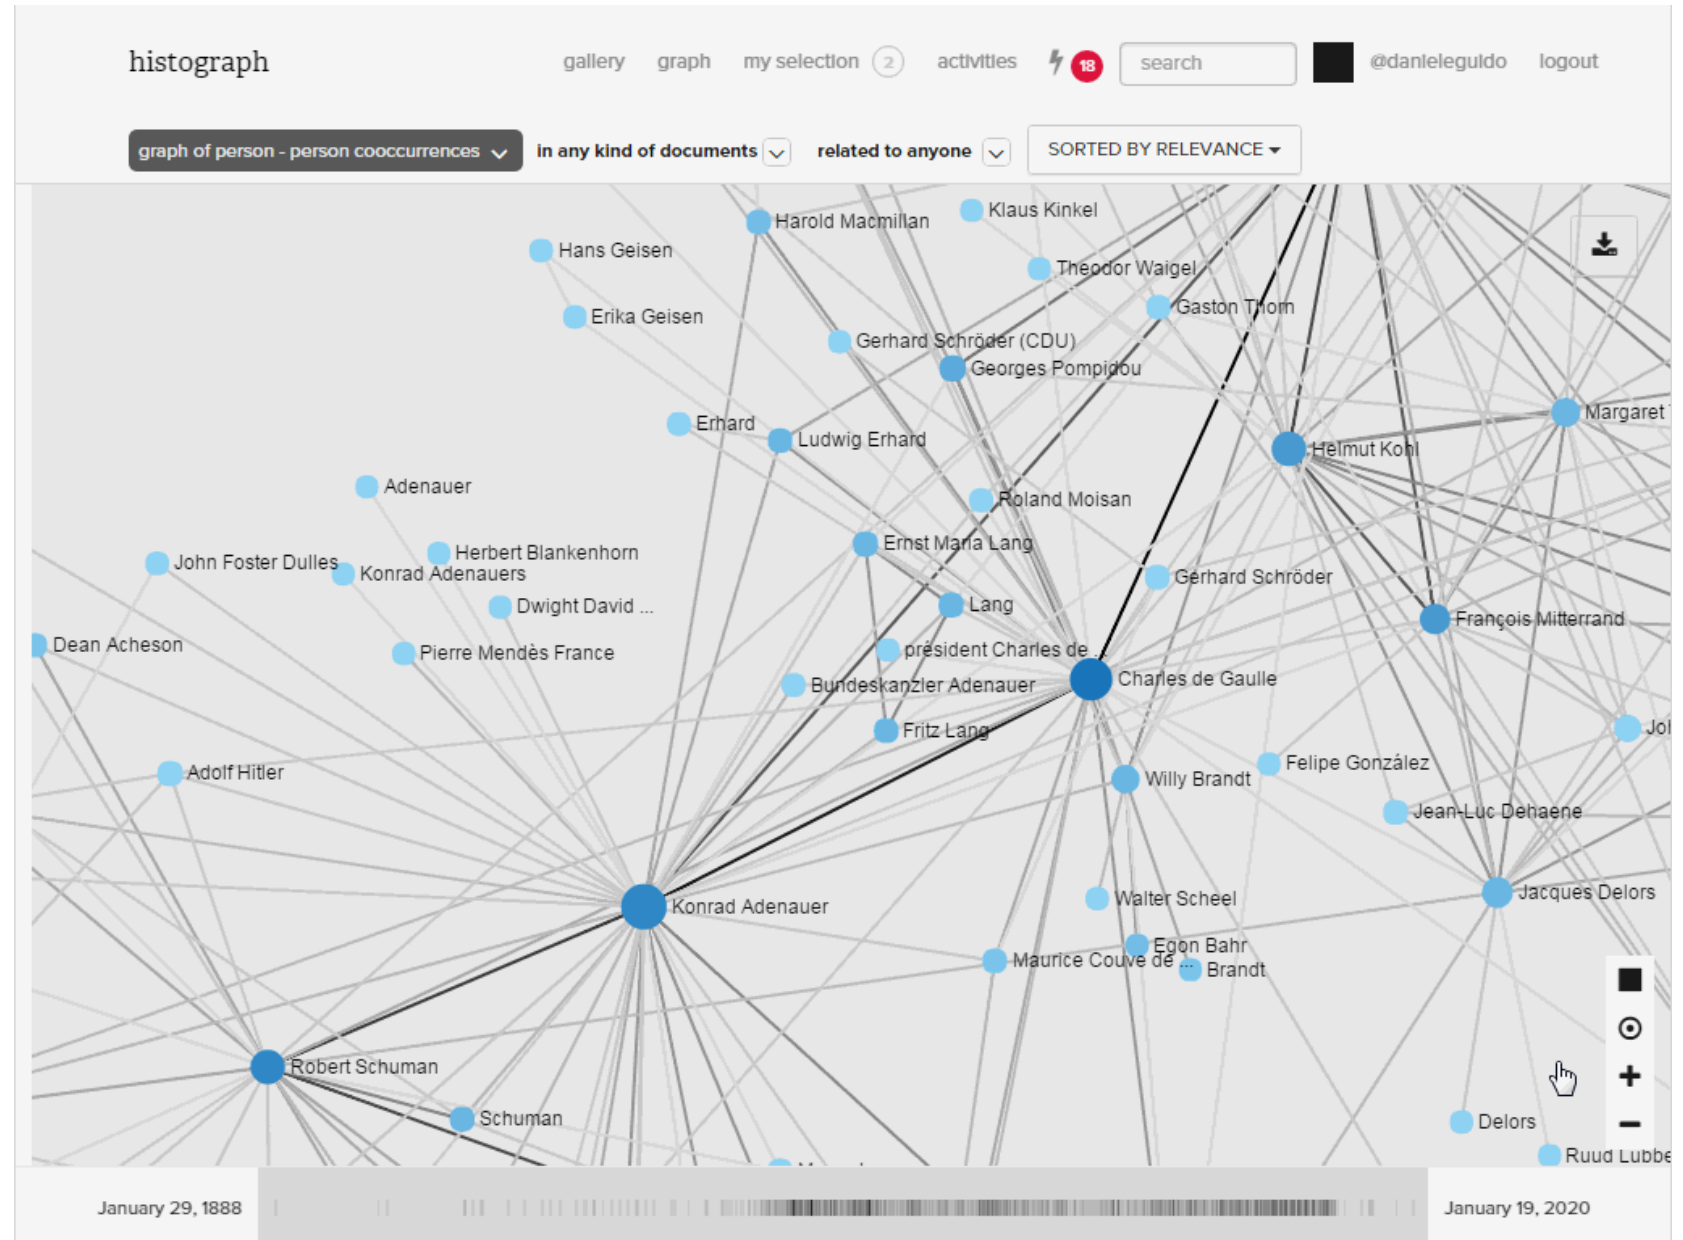 histograph
gallery graph my selection 2 activities 18 search @danieleguido logout
graph of person - person cooccurrences in any kind of documents related to anyone SORTED BY RELEVANCE
Klaus Kinkel
Harold Macmillan
Hans Geisen
Theodor Waigel
Gaston Thorn
Erika Geisen
Gerhard Schröder (CDU)
Georges Pompidou
Margaret
Erhard
Ludwig Erhard
Helmut Kohl
Adenauer
Roland Moisan
Ernst Maria Lang
Herbert Blankenhorn
John Foster Dulles
Konrad Adenauers
Gerhard Schröder
Dwight David ...
Lang
François Mitterrand
Dean Acheson
Pierre Mendès France
président Charles de ...
Charles de Gaulle
Bundeskanzler Adenauer
Fritz Lang
Joh
Felipe González
Adolf Hitler
Willy Brandt
Jean-Luc Dehaene
Jacques Delors
Walter Scheel
Konrad Adenauer
Egon Bahr
Maurice Couve de ...
Brandt
Robert Schuman
Schuman
Delors
Ruud Lubbe
January 29, 1888 January 19, 2020